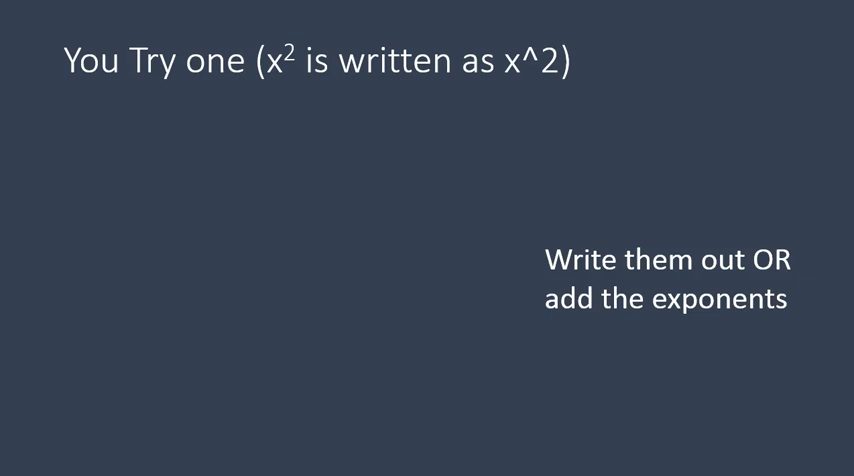 You Try one (x² is written as x^2)
Write them out OR
add the exponents